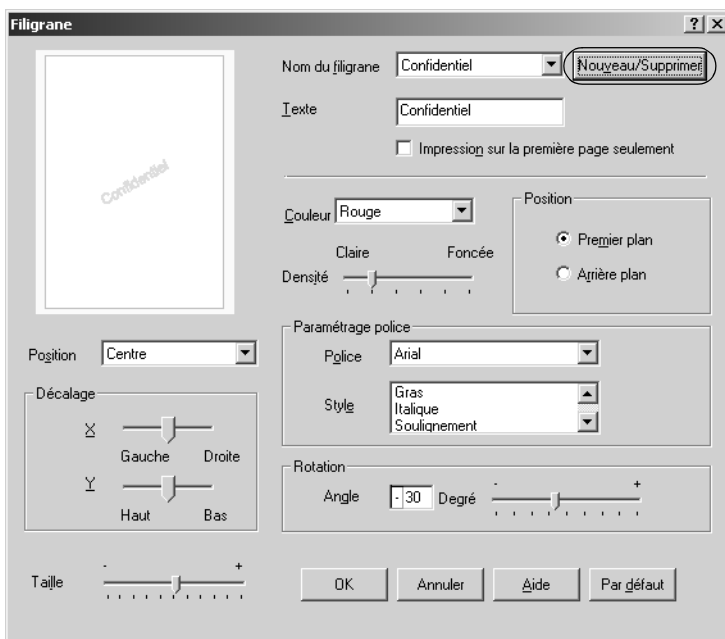 Filigrane
Confidentiel
Nom du filigrane Confidentiel Nouveau/Supprimer
Texte Confidentiel
Impression sur la première page seulement
Couleur Rouge
Claire Foncée
Densité
Position
Premier plan
Arrière plan
Position Centre
Décalage
X
Gauche Droite
Y
Haut Bas
Taille - +
Paramétrage police
Police Arial
Style Gras
Italique
Soulignement
Rotation
Angle - 30 Degré - +
OK Annuler Aide Par défaut